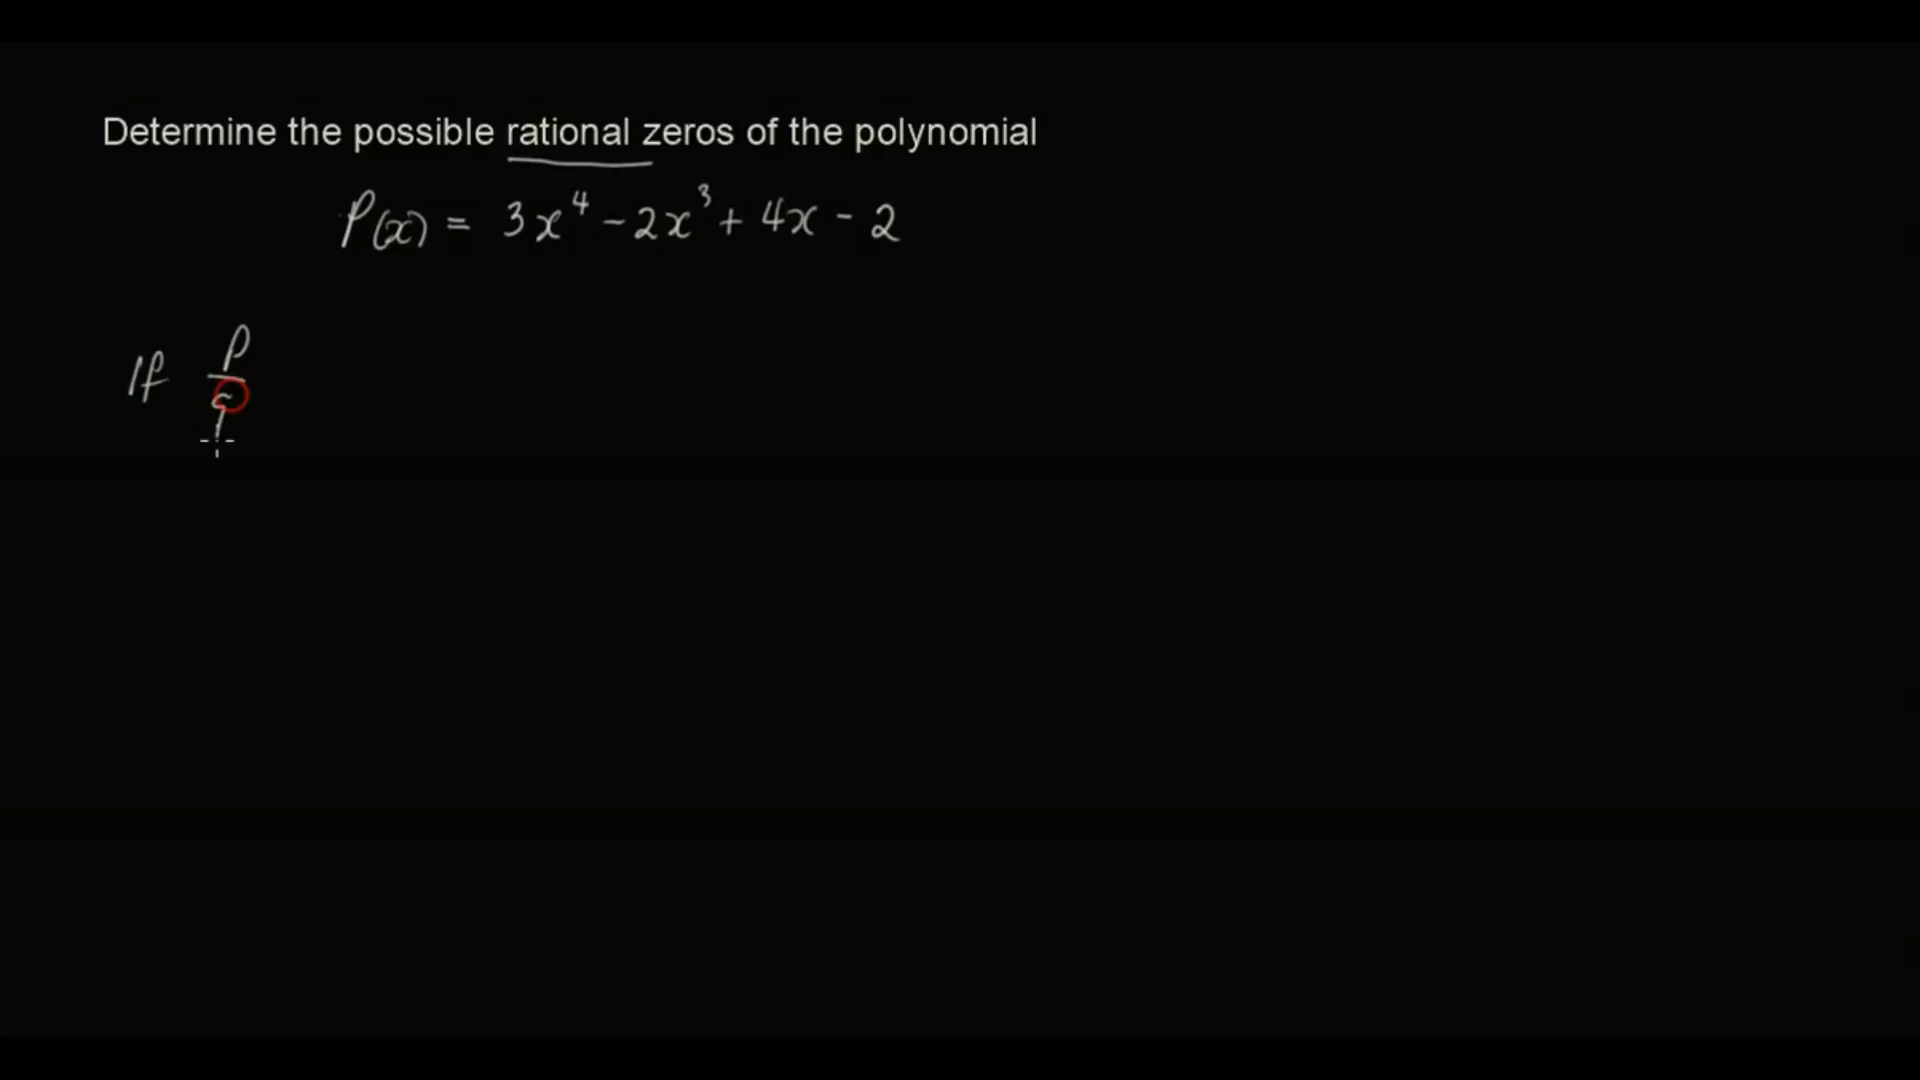 Determine the possible rational zeros of the polynomial
P(x) = 3x⁴ - 2x³ + 4x - 2
If p/q